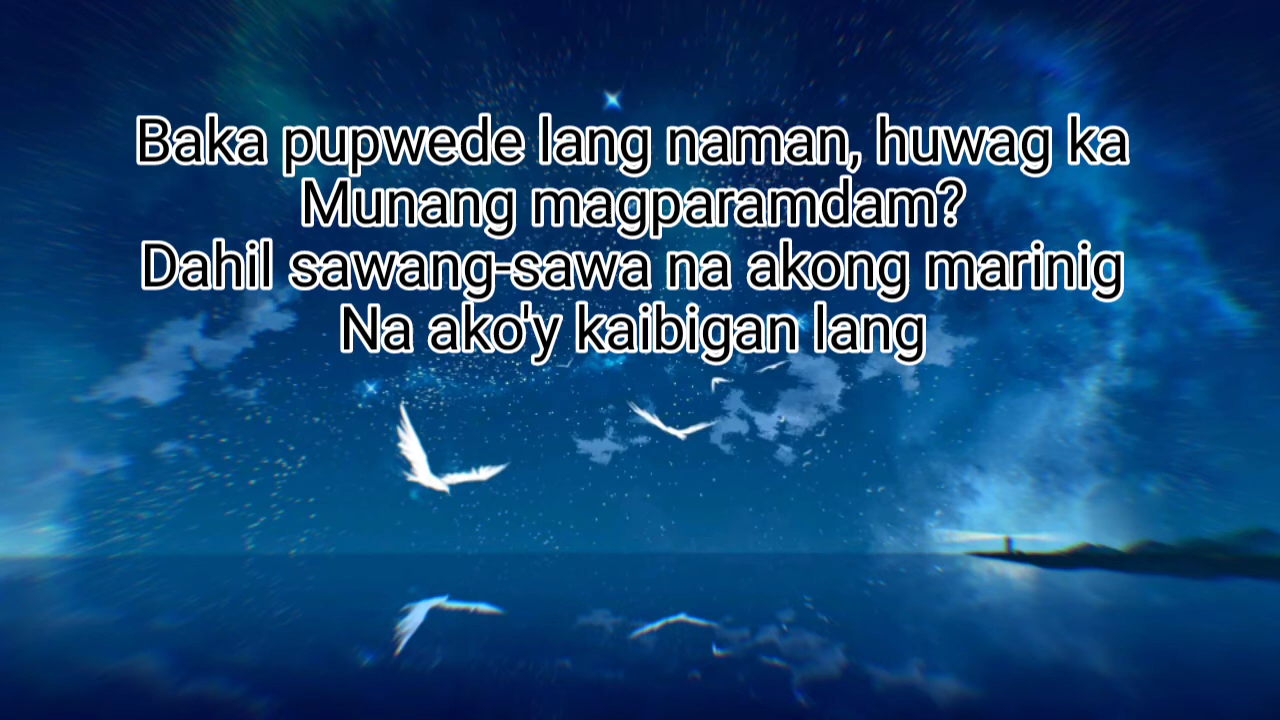 Baka pupwede lang naman, huwag ka
Munang magparamdam?
Dahil sawang-sawa na akong marinig
Na ako'y kaibigan lang